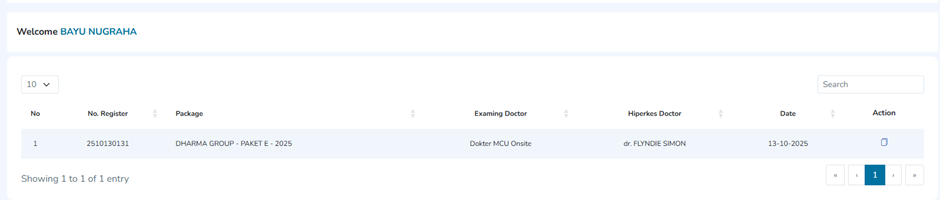 Welcome BAYU NUGRAHA
10
Search
No No. Register Package Examing Doctor Hiperkes Doctor Date Action
1 2510130131 DHARMA GROUP - PAKET E - 2025 Dokter MCU Onsite dr. FLYNDIE SIMON 13-10-2025
Showing 1 to 1 of 1 entry
« ‹ 1 › »